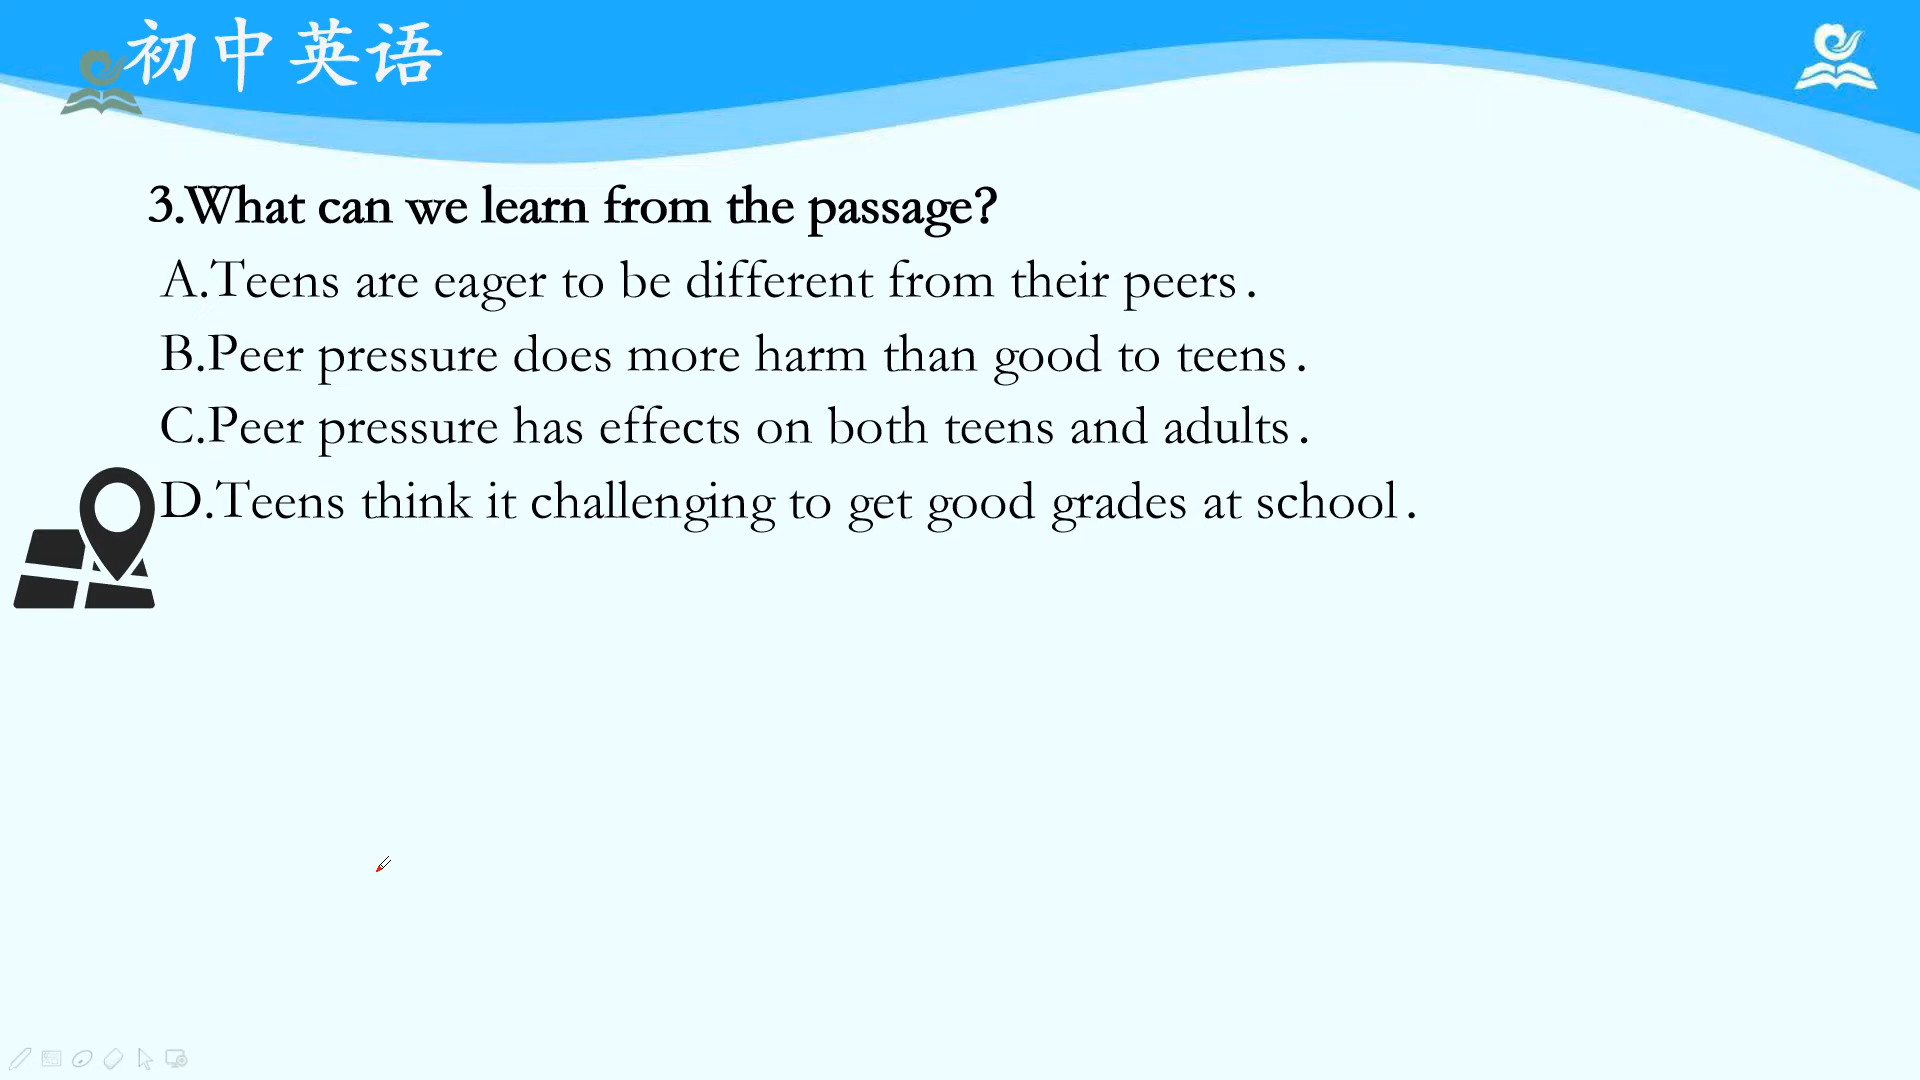 初中英语
3.What can we learn from the passage?
A.Teens are eager to be different from their peers.
B.Peer pressure does more harm than good to teens.
C.Peer pressure has effects on both teens and adults.
D.Teens think it challenging to get good grades at school.